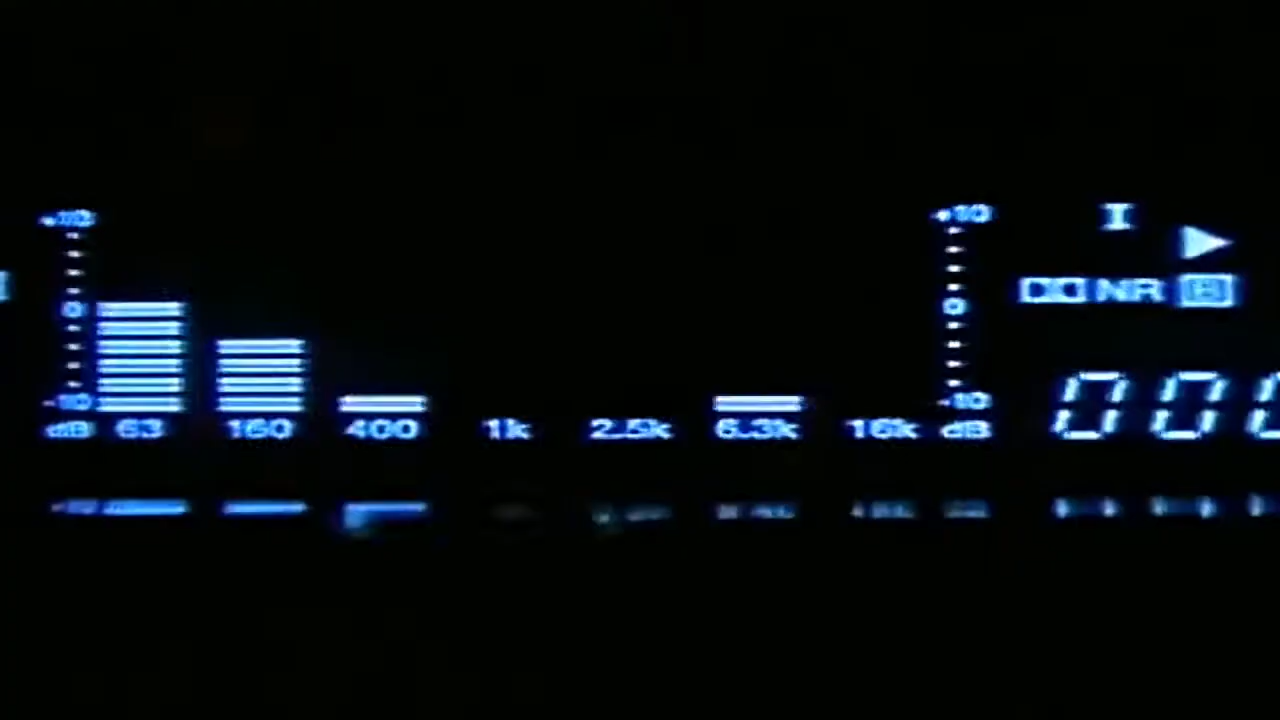 +10 +10 I
NR B
0 0
-10 -10 000
dB 63 160 400 1k 2.5k 6.3k 16k dB